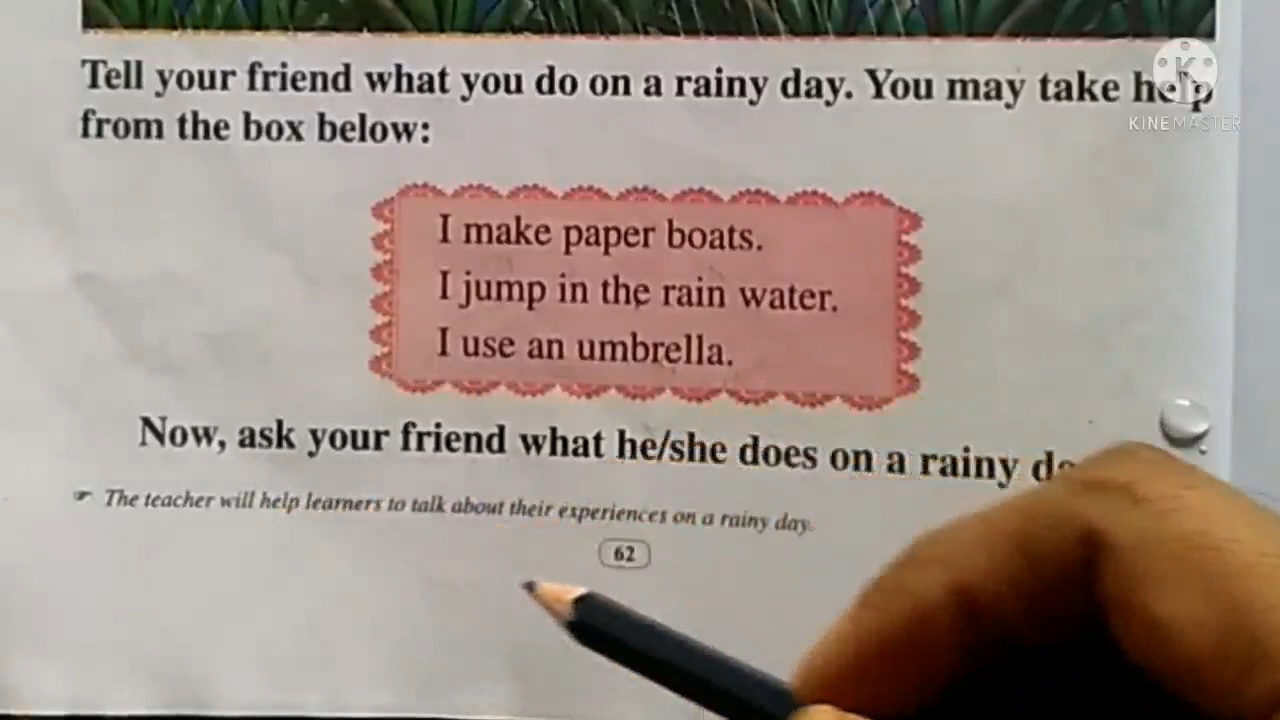 Tell your friend what you do on a rainy day. You may take help
from the box below:
I make paper boats.
I jump in the rain water.
I use an umbrella.
Now, ask your friend what he/she does on a rainy
The teacher will help learners to talk about their experiences on a rainy day.
62
K
KINEMASTER